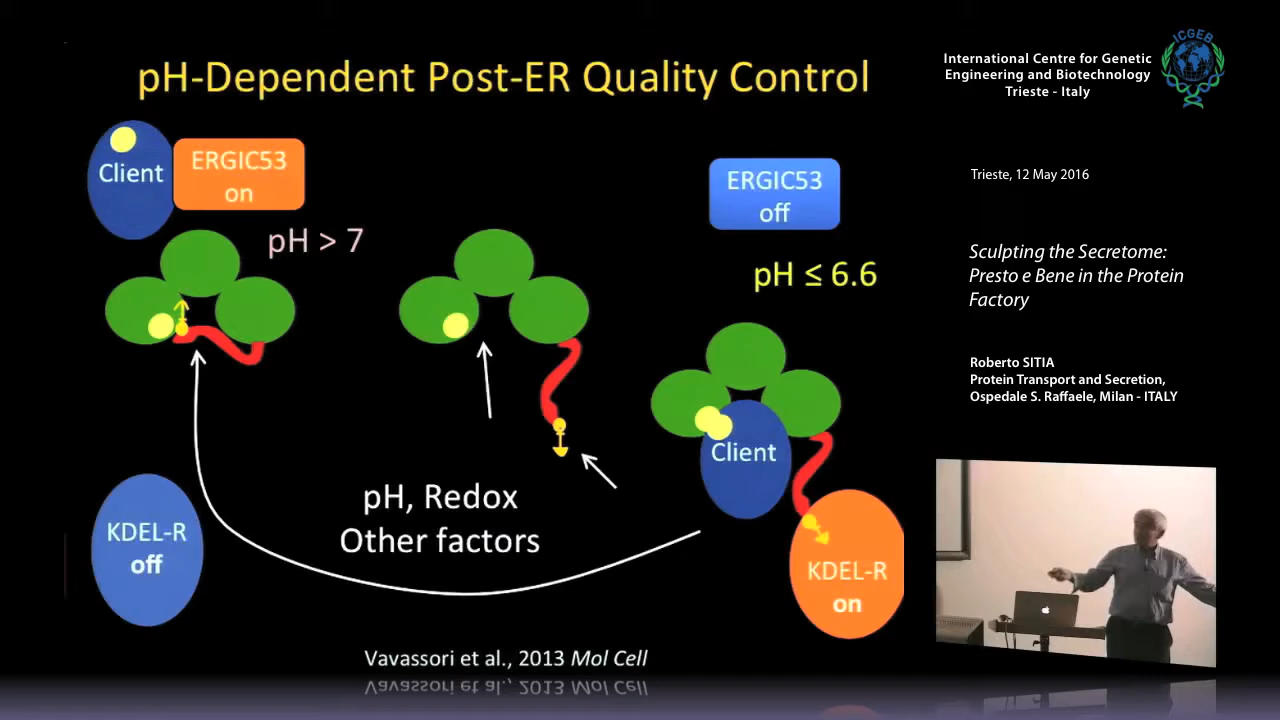 pH-Dependent Post-ER Quality Control
Client
ERGIC53
on
pH > 7
ERGIC53
off
pH ≤ 6.6
Client
KDEL-R
off
pH, Redox
Other factors
KDEL-R
on
Vavassori et al., 2013 Mol Cell
ICGEB
International Centre for Genetic
Engineering and Biotechnology
Trieste - Italy
Trieste, 12 May 2016
Sculpting the Secretome:
Presto e Bene in the Protein
Factory
Roberto SITIA
Protein Transport and Secretion,
Ospedale S. Raffaele, Milan - ITALY